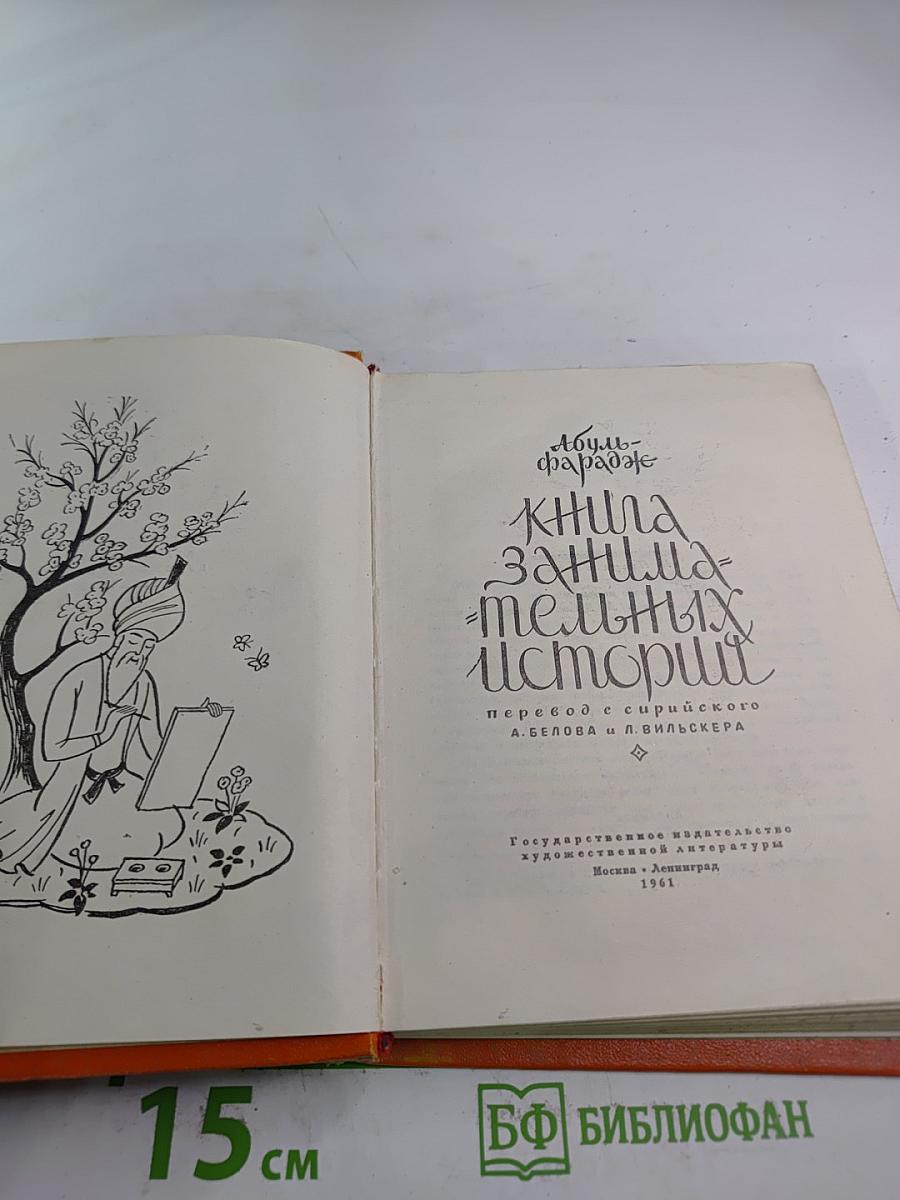 Абуль-
фарадж
КНИГА
ЗАНИМА-
-ТЕЛЬНЫХ
ИСТОРИЙ
перевод с сирийского
А. БЕЛОВА и Л. ВИЛЬСКЕРА
Государственное издательство
художественной литературы
Москва • Ленинград
1961
15 см
БФ БИБЛИОФАН